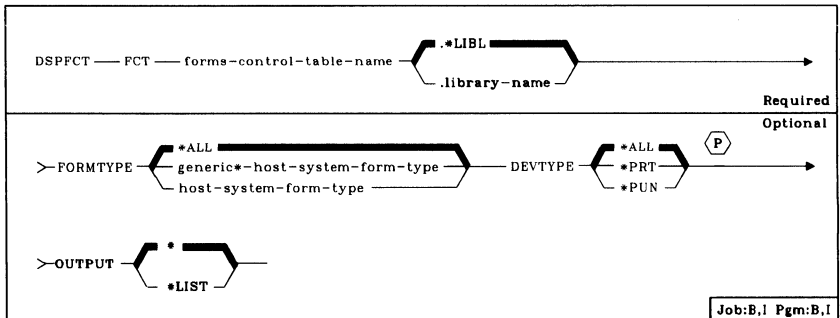 .*LIBL
DSPFCT FCT forms-control-table-name
.library-name
Required
Optional
*ALL *ALL P
>FORMTYPE generic*-host-system-form-type DEVTYPE *PRT
host-system-form-type *PUN
*
>OUTPUT
*LIST
Job:B,I Pgm:B,I